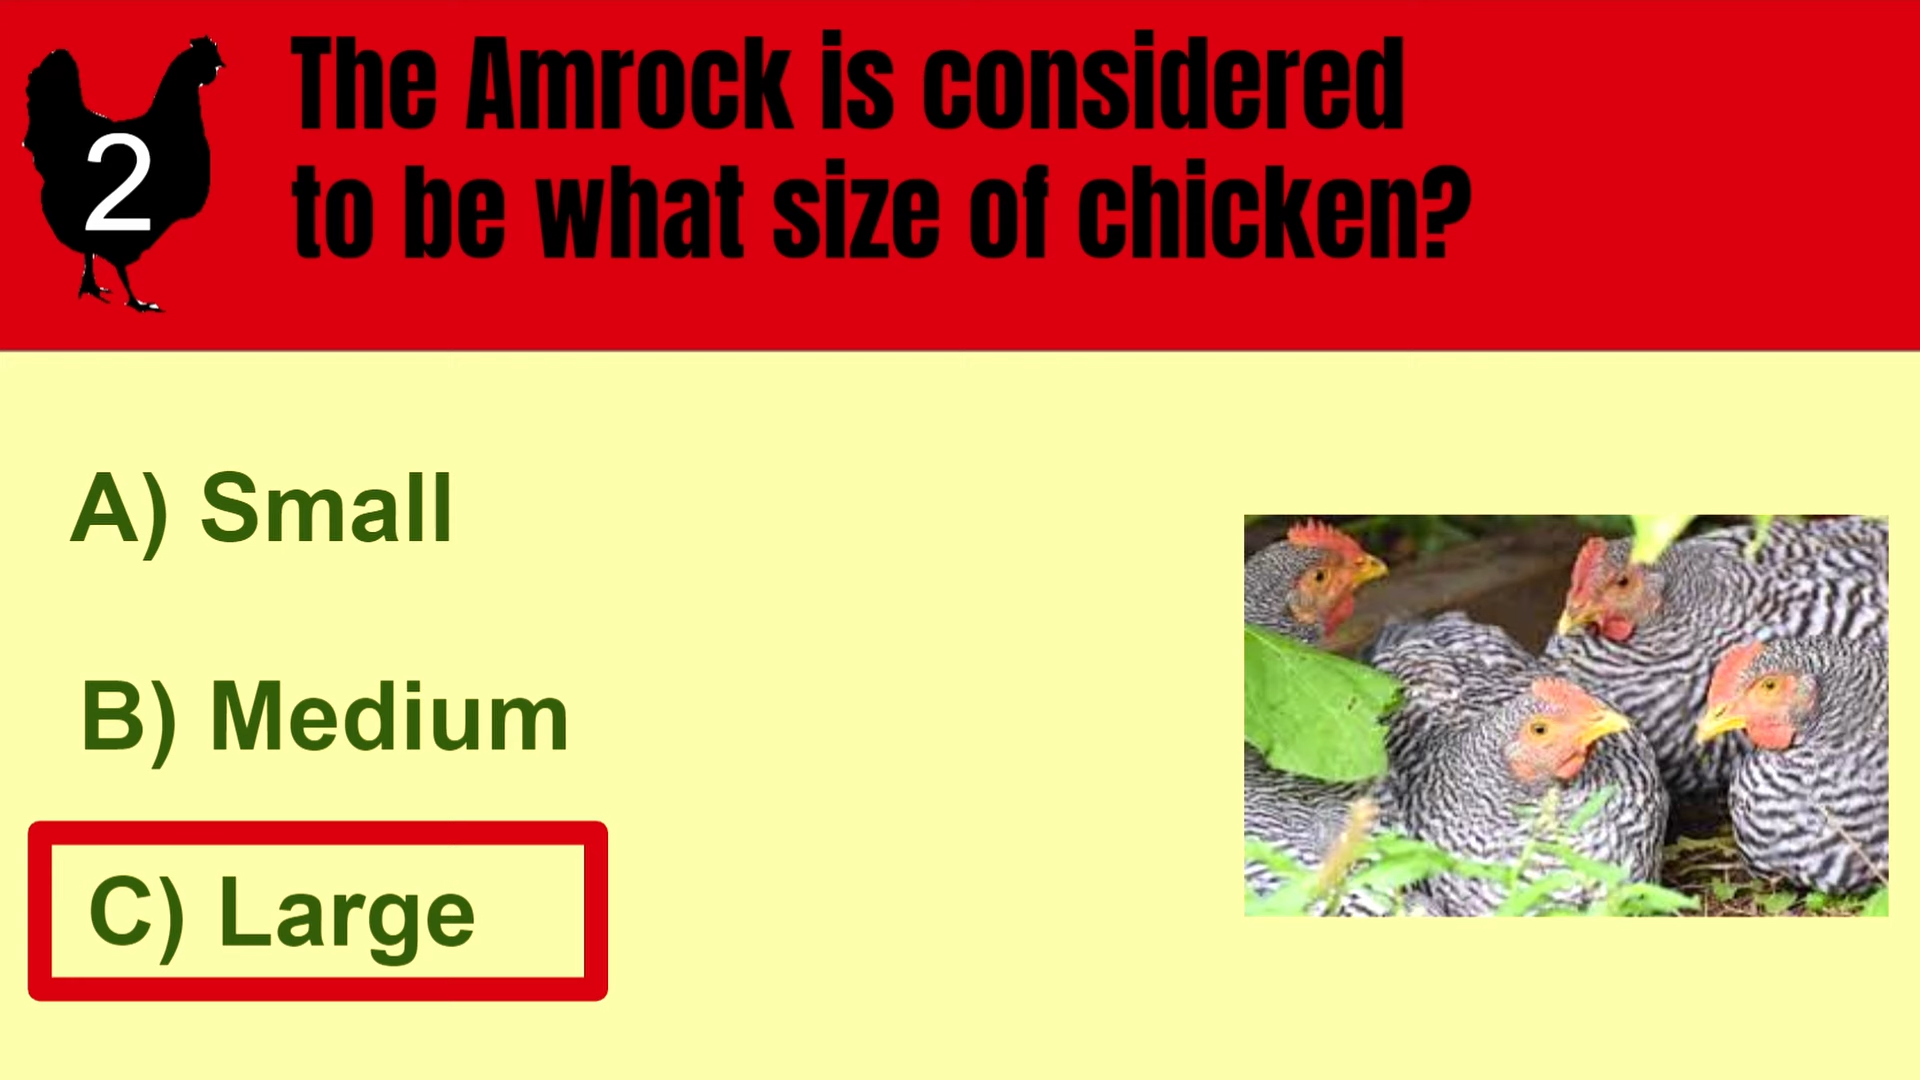 2
The Amrock is considered
to be what size of chicken?
A) Small
B) Medium
C) Large